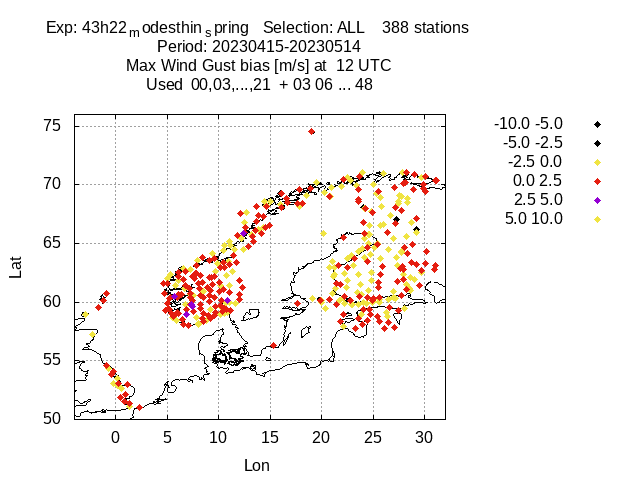 Exp: 43h22modesthinspring Selection: ALL 388 stations
Period: 20230415-20230514
Max Wind Gust bias [m/s] at 12 UTC
Used 00,03,...,21 + 03 06 ... 48
-10.0 -5.0
-5.0 -2.5
-2.5 0.0
0.0 2.5
2.5 5.0
5.0 10.0
75
70
65
60
55
50
Lat
0 5 10 15 20 25 30
Lon